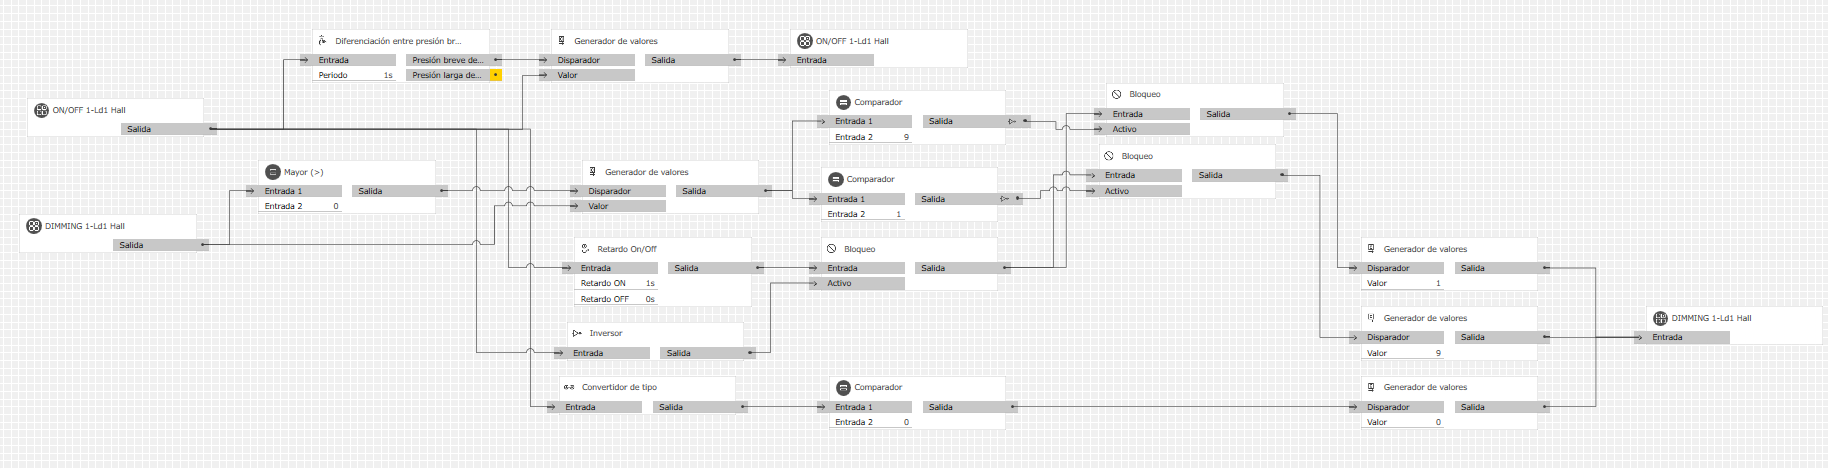 Diferenciación entre presión br...
Entrada
Presión breve de...
Periodo 1s
Presión larga de...
Generador de valores
Disparador
Salida
Valor
ON/OFF 1-Ld1 Hall
Entrada
ON/OFF 1-Ld1 Hall
Salida
Comparador
Entrada 1
Salida
Entrada 2 9
Bloqueo
Entrada
Salida
Activo
Bloqueo
Entrada
Salida
Activo
Mayor (>)
Entrada 1
Salida
Entrada 2 0
Generador de valores
Disparador
Salida
Valor
Comparador
Entrada 1
Salida
Entrada 2 1
DIMMING 1-Ld1 Hall
Salida
Retardo On/Off
Entrada
Salida
Retardo ON 1s
Retardo OFF 0s
Bloqueo
Entrada
Salida
Activo
Generador de valores
Disparador
Salida
Valor 1
Inversor
Entrada
Salida
Generador de valores
Disparador
Salida
Valor 9
DIMMING 1-Ld1 Hall
Entrada
Convertidor de tipo
Entrada
Salida
Comparador
Entrada 1
Salida
Entrada 2 0
Generador de valores
Disparador
Salida
Valor 0